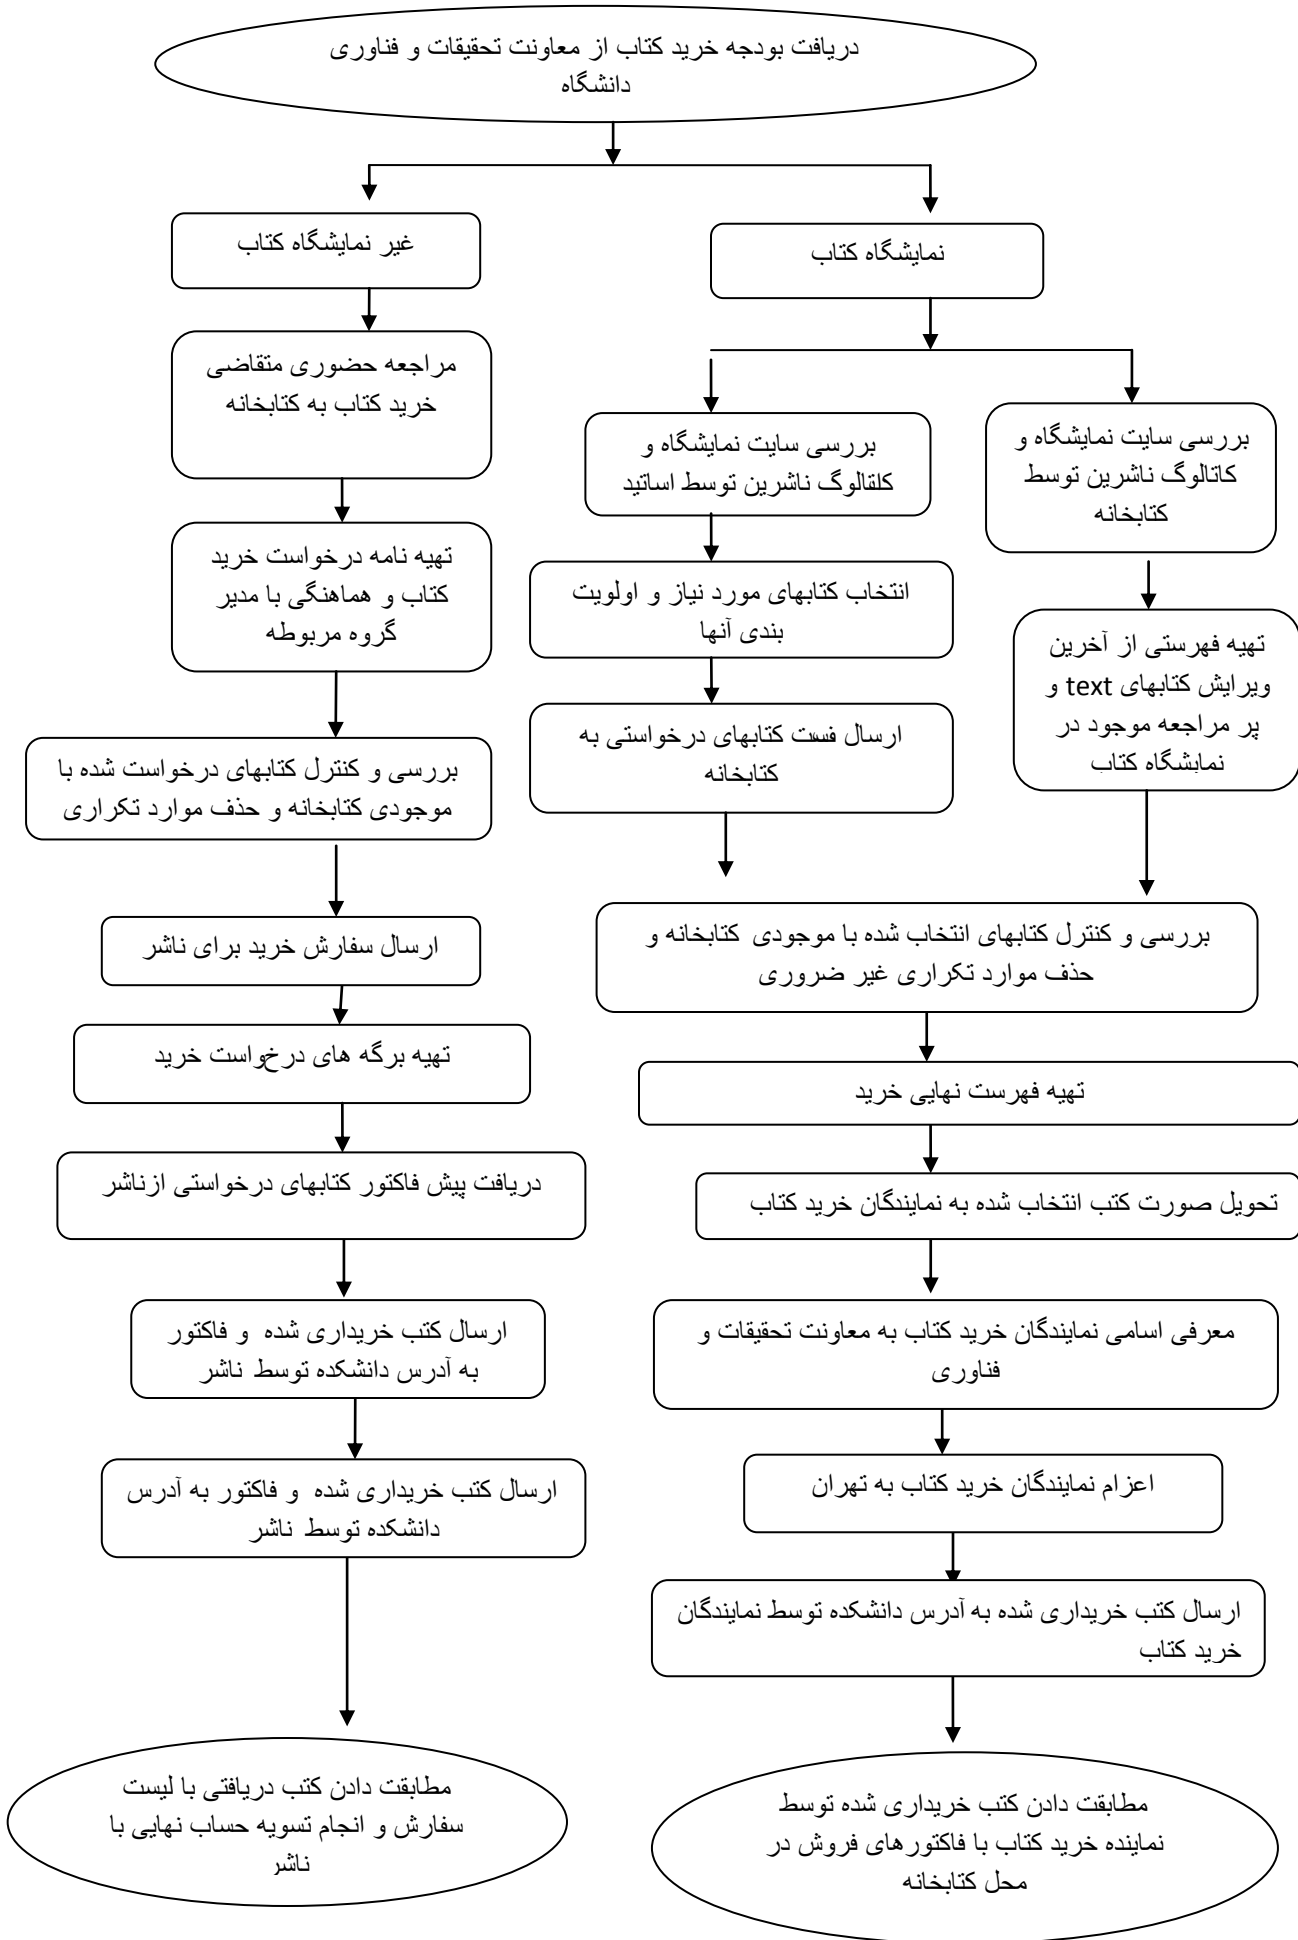 دریافت بودجه خرید کتاب از معاونت تحقیقات و فناوری
دانشگاه
نمایشگاه کتاب
بررسی سایت نمایشگاه و
کاتالوگ ناشرین توسط
کتابخانه
تهیه فهرستی از آخرین
ویرایش کتابهای text و
پر مراجعه موجود در
نمایشگاه کتاب
بررسی سایت نمایشگاه و
کلقالوگ ناشرین توسط اساتید
انتخاب کتابهای مورد نیاز و اولویت
بندی آنها
ارسال فست کتابهای درخواستی به
کتابخانه
بررسی و کنترل کتابهای انتخاب شده با موجودی کتابخانه و
حذف موارد تکراری غیر ضروری
تهیه فهرست نهایی خرید
تحویل صورت کتب انتخاب شده به نمایندگان خرید کتاب
معرفی اسامی نمایندگان خرید کتاب به معاونت تحقیقات و
فناوری
اعزام نمایندگان خرید کتاب به تهران
ارسال کتب خریداری شده به آدرس دانشکده توسط نمایندگان
خرید کتاب
مطابقت دادن کتب خریداری شده توسط
نماینده خرید کتاب با فاکتورهای فروش در
محل کتابخانه
غیر نمایشگاه کتاب
مراجعه حضوری متقاضی
خرید کتاب به کتابخانه
تهیه نامه درخواست خرید
کتاب و هماهنگی با مدیر
گروه مربوطه
بررسی و کنترل کتابهای درخواست شده با
موجودی کتابخانه و حذف موارد تکراری
ارسال سفارش خرید برای ناشر
تهیه برگه های درخواست خرید
دریافت پیش فاکتور کتابهای درخواستی ازناشر
ارسال کتب خریداری شده و فاکتور
به آدرس دانشکده توسط ناشر
ارسال کتب خریداری شده و فاکتور به آدرس
دانشکده توسط ناشر
مطابقت دادن کتب دریافتی با لیست
سفارش و انجام تسویه حساب نهایی با
ناشر